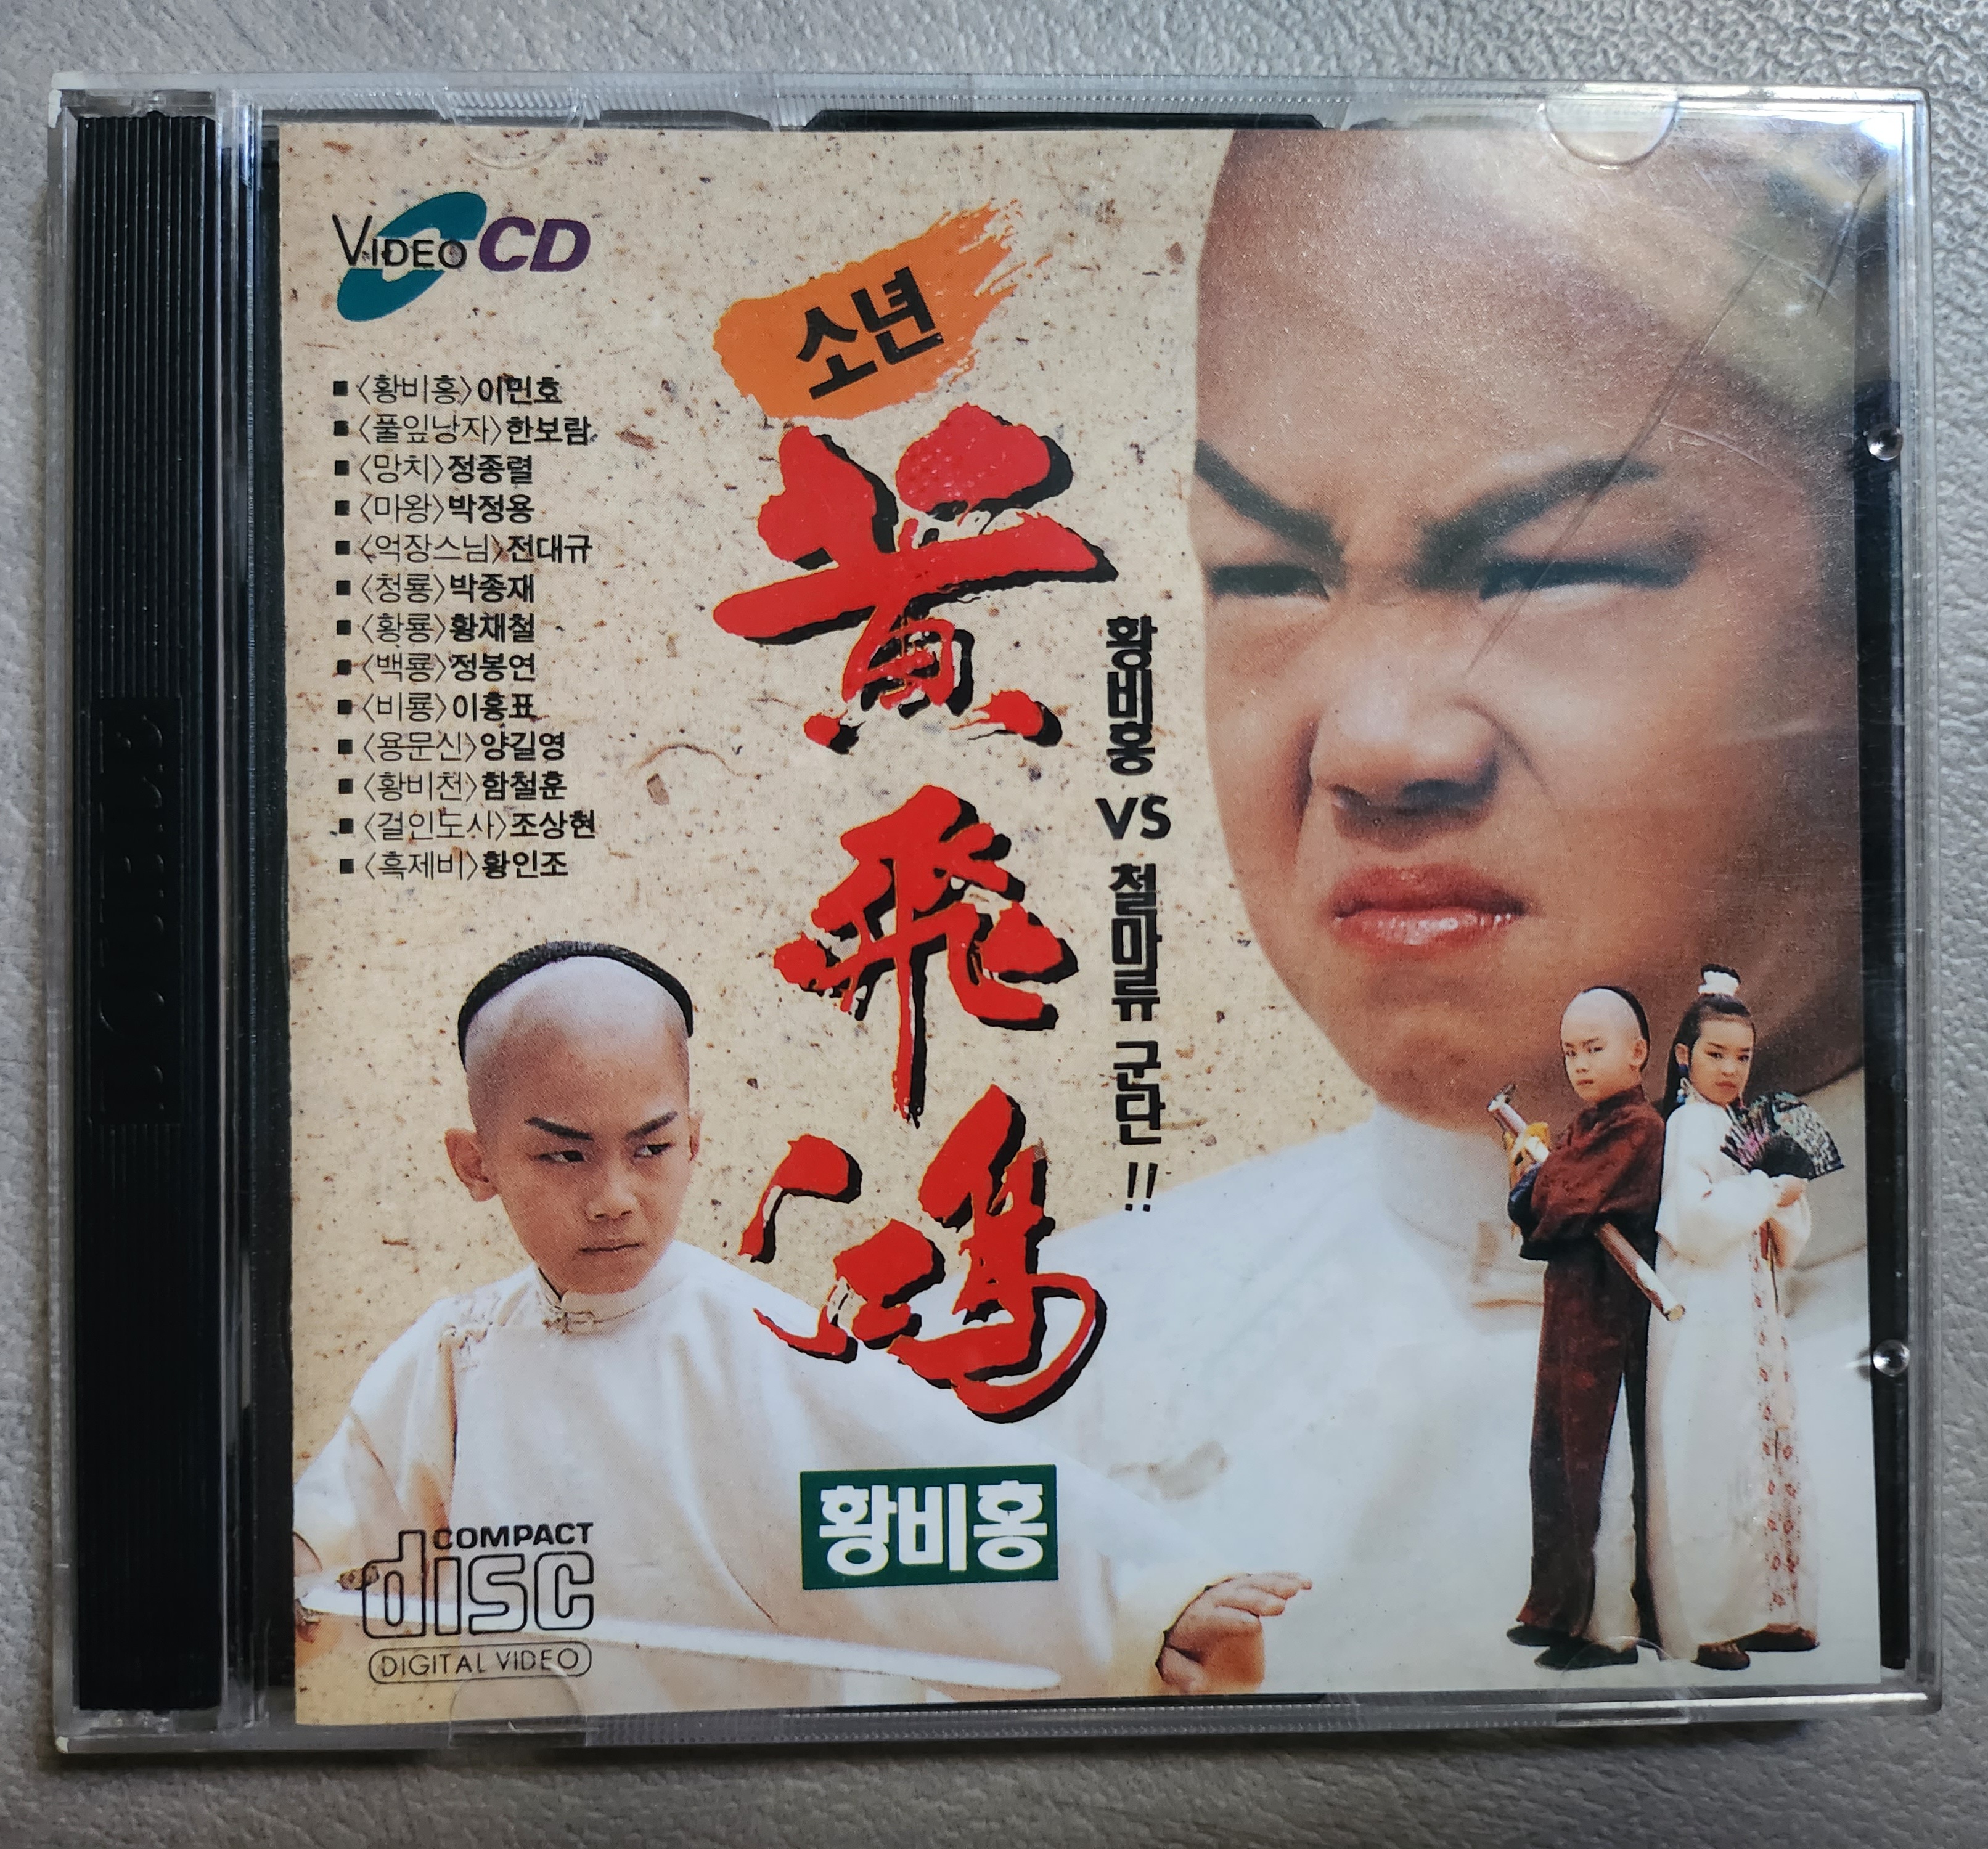 VIDEO CD
소년
■〈황비홍〉이민호
■〈풀잎낭자〉한보람
■〈망치〉정종렬
■〈마왕〉박정용
■〈억장스님〉전대규
■〈청룡〉박종재
■〈황룡〉황재철
■〈백룡〉정봉연
■〈비룡〉이홍표
■〈용문신〉양길영
■〈황비천〉함철훈
■〈걸인도사〉조상현
■〈흑제비〉황인조
黃飛鴻
황비홍 VS 철마류 군단!!
황비홍
COMPACT
disc
DIGITAL VIDEO